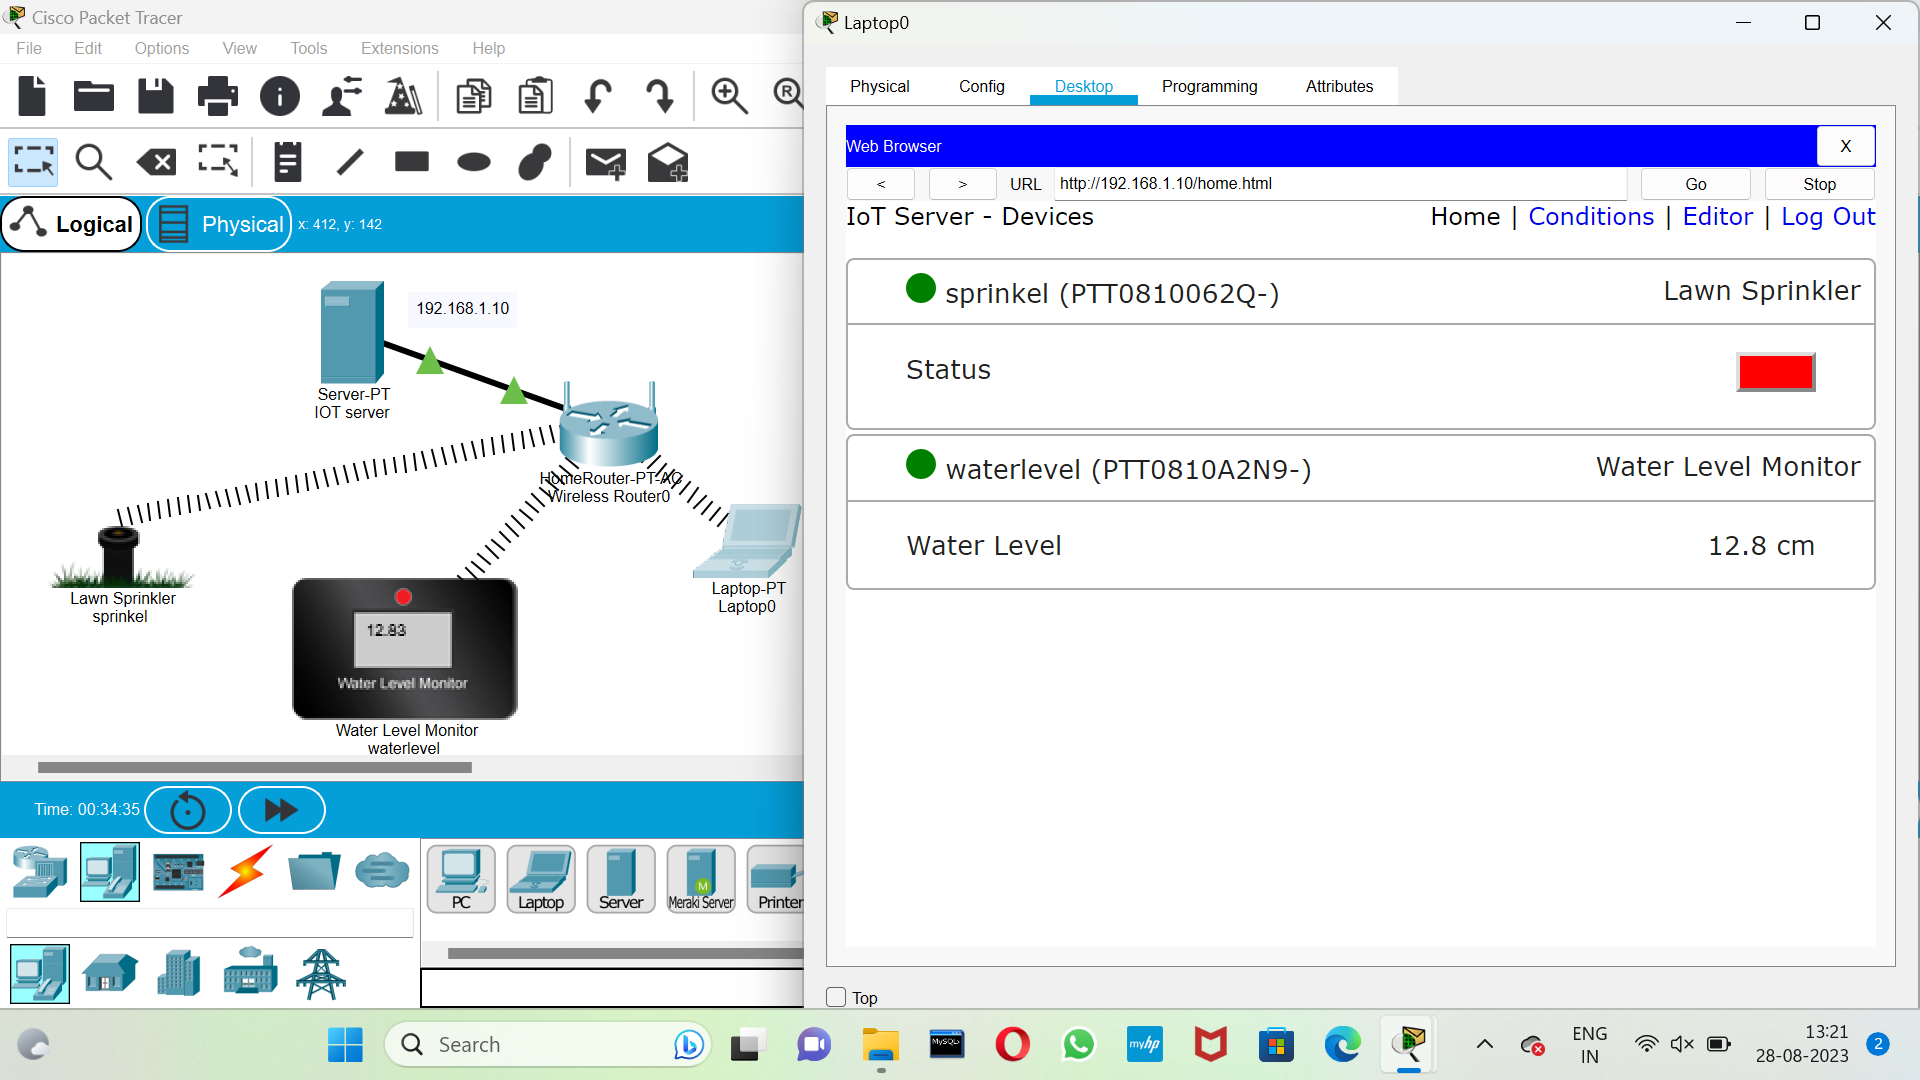 Cisco Packet Tracer
File Edit Options View Tools Extensions Help
Logical
Physical
x: 412, y: 142
192.168.1.10
Server-PT
IOT server
HomeRouter-PT-AC
Wireless Router0
Lawn Sprinkler
sprinkel
Laptop-PT
Laptop0
12.83
Water Level Monitor
Water Level Monitor
waterlevel
Time: 00:34:35
PC
Laptop
Server
M
Meraki Server
Printer
Laptop0
Physical Config Desktop Programming Attributes
Web Browser
X
< > URL http://192.168.1.10/home.html Go Stop
IoT Server - Devices
Home | Conditions | Editor | Log Out
sprinkel (PTT0810062Q-)
Lawn Sprinkler
Status
waterlevel (PTT0810A2N9-)
Water Level Monitor
Water Level
12.8 cm
Top
Search
MySQL
myhp
ENG
IN
13:21
28-08-2023
2